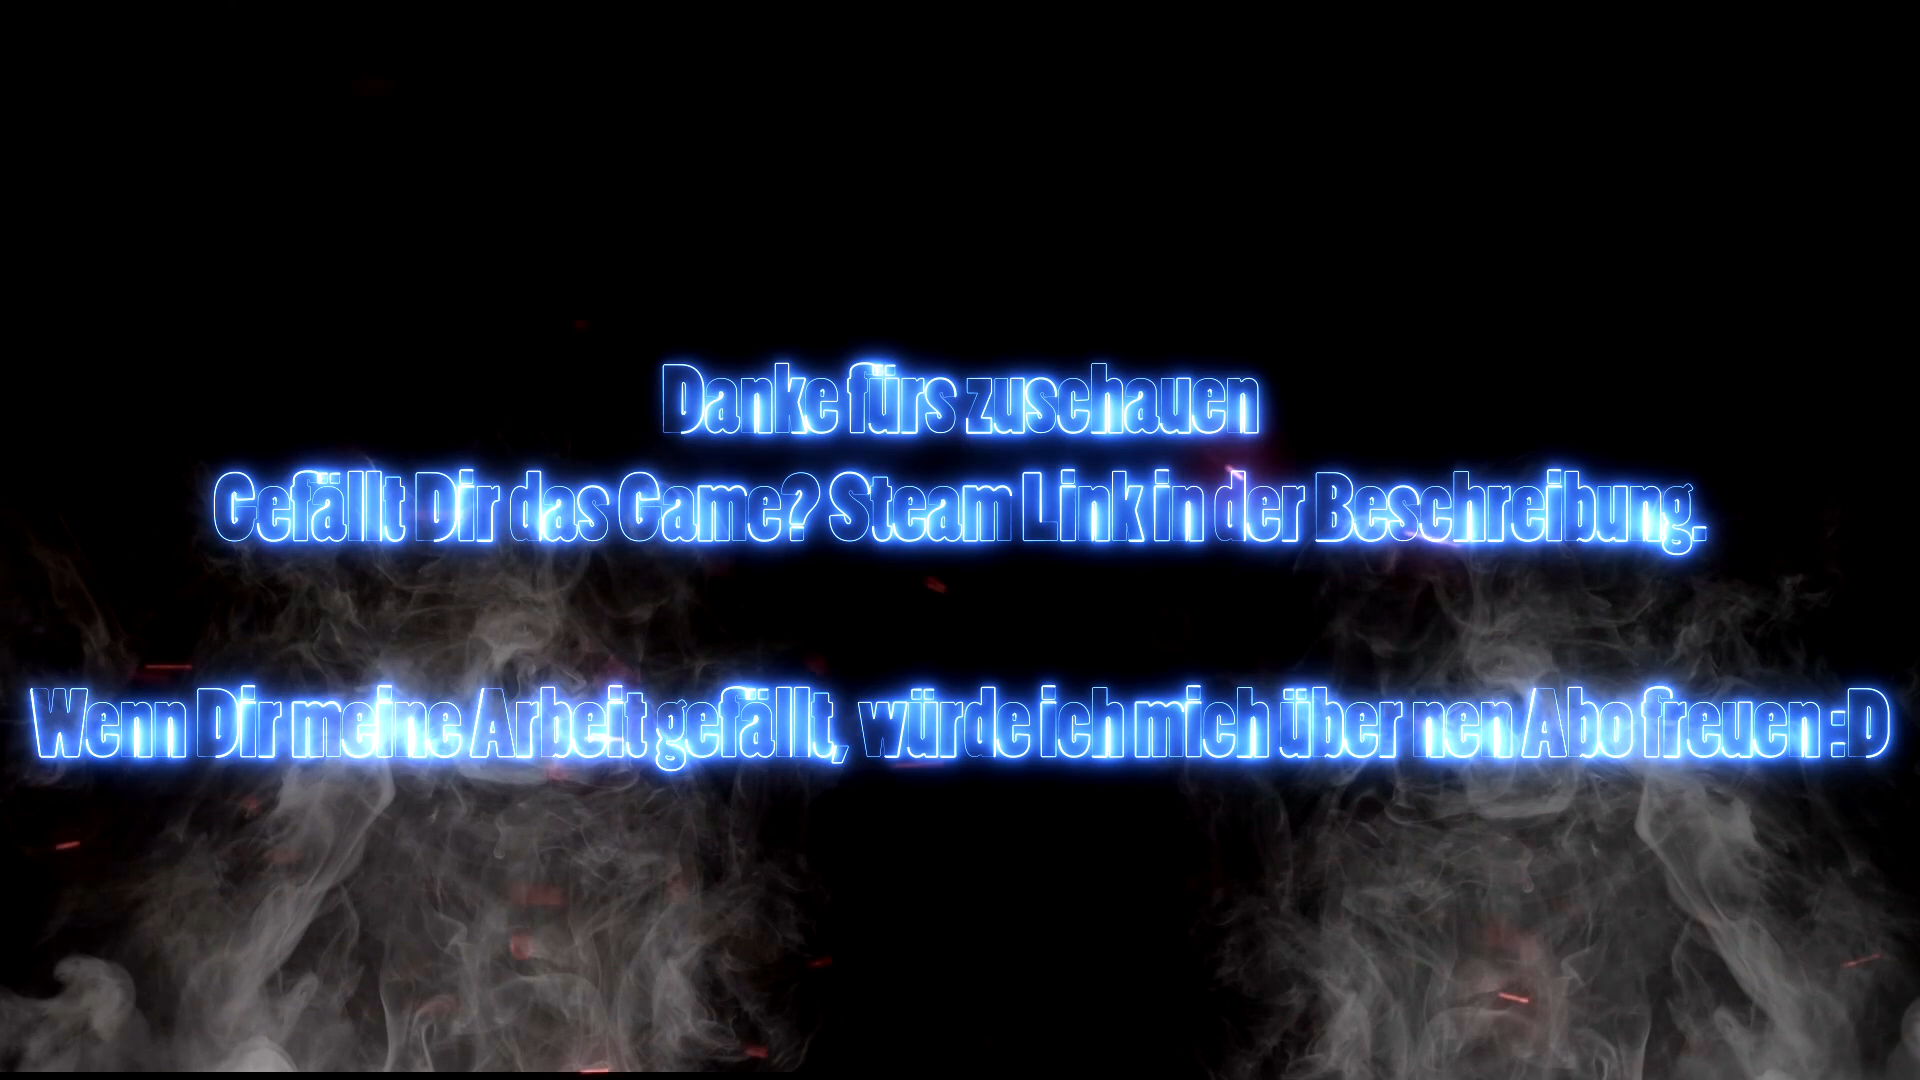 Danke fürs zuschauen
Gefällt Dir das Game? Steam Link in der Beschreibung.
Wenn Dir meine Arbeit gefällt, würde ich mich über nen Abo freuen :D